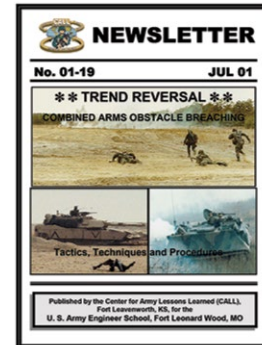 NEWSLETTER
No. 01-19 JUL 01
** TREND REVERSAL **
COMBINED ARMS OBSTACLE BREACHING
Tactics, Techniques and Procedures
Published by the Center for Army Lessons Learned (CALL),
Fort Leavenworth, KS, for the
U. S. Army Engineer School, Fort Leonard Wood, MO